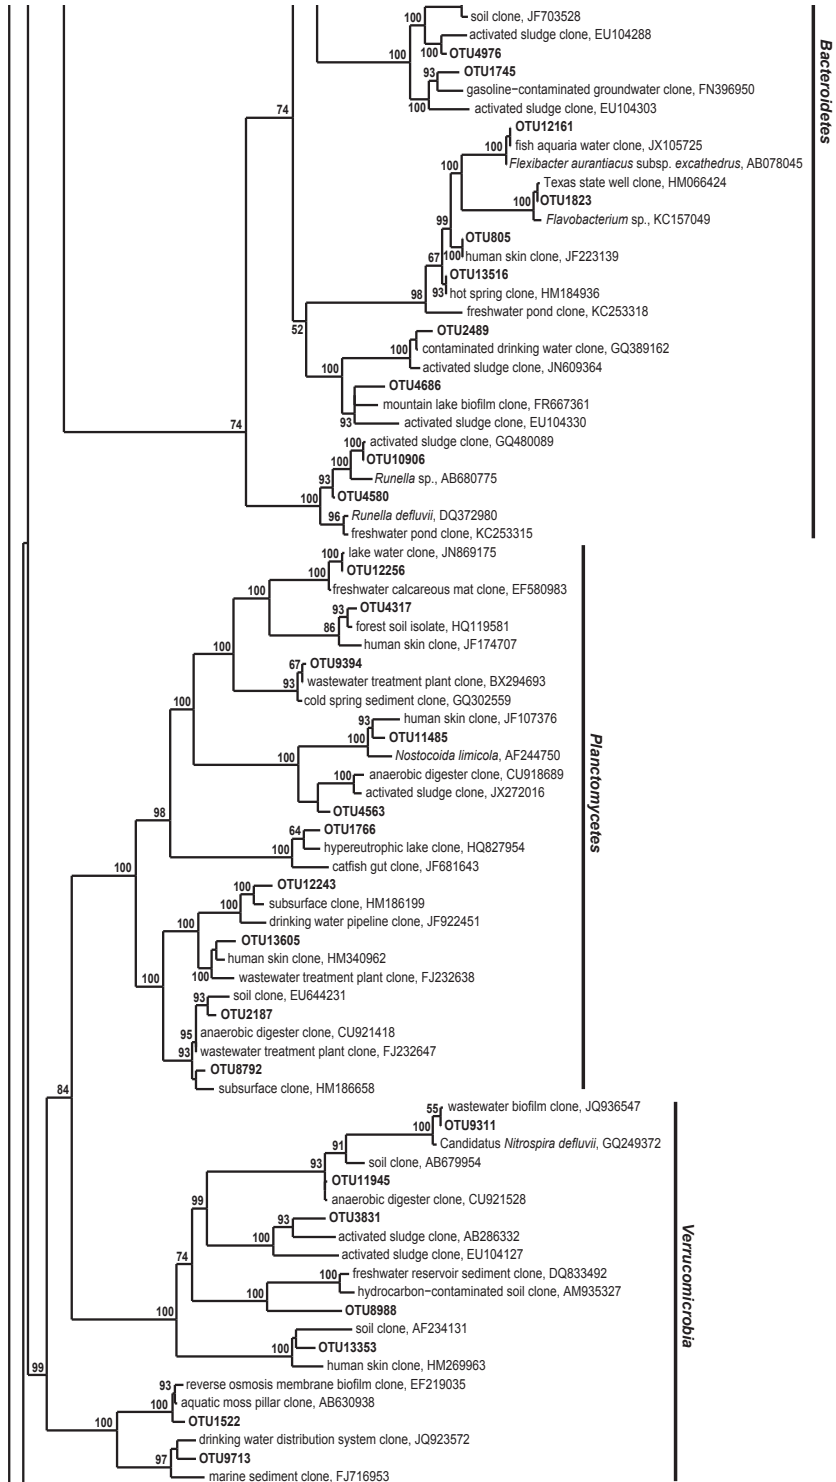 100
soil clone, JF703528
activated sludge clone, EU104288
100
100 OTU4976
93 OTU1745
gasoline−contaminated groundwater clone, FN396950
100 activated sludge clone, EU104303
Bacteroidetes
74
OTU12161
100 fish aquaria water clone, JX105725
100 Flexibacter aurantiacus subsp. excathedrus, AB078045
Texas state well clone, HM066424
100 OTU1823
99 Flavobacterium sp., KC157049
OTU805
67 100 human skin clone, JF223139
OTU13516
98 93 hot spring clone, HM184936
freshwater pond clone, KC253318
52
OTU2489
100 contaminated drinking water clone, GQ389162
100 activated sludge clone, JN609364
OTU4686
mountain lake biofilm clone, FR667361
74 93 activated sludge clone, EU104330
100 activated sludge clone, GQ480089
100 OTU10906
93 Runella sp., AB680775
100 OTU4580
96 Runella defluvii, DQ372980
freshwater pond clone, KC253315
100 lake water clone, JN869175
100 OTU12256
100 freshwater calcareous mat clone, EF580983
93 OTU4317
86 forest soil isolate, HQ119581
100 human skin clone, JF174707
67 OTU9394
93 wastewater treatment plant clone, BX294693
100 cold spring sediment clone, GQ302559
93 human skin clone, JF107376
100 OTU11485
100 Nostocoida limicola, AF244750
100 anaerobic digester clone, CU918689
activated sludge clone, JX272016
98 OTU4563
Planctomycetes
64 OTU1766
100 hypereutrophic lake clone, HQ827954
catfish gut clone, JF681643
100
100 OTU12243
subsurface clone, HM186199
100 drinking water pipeline clone, JF922451
OTU13605
human skin clone, HM340962
100 100 wastewater treatment plant clone, FJ232638
93 soil clone, EU644231
OTU2187
95 anaerobic digester clone, CU921418
93 wastewater treatment plant clone, FJ232647
OTU8792
84 subsurface clone, HM186658
55 wastewater biofilm clone, JQ936547
100 OTU9311
91 Candidatus Nitrospira defluvii, GQ249372
93 soil clone, AB679954
OTU11945
99 anaerobic digester clone, CU921528
93 OTU3831
100 activated sludge clone, AB286332
activated sludge clone, EU104127
74
100 freshwater reservoir sediment clone, DQ833492
100 hydrocarbon−contaminated soil clone, AM935327
100 OTU8988
soil clone, AF234131
100 OTU13353
human skin clone, HM269963
Verrucomicrobia
99
93 reverse osmosis membrane biofilm clone, EF219035
100 aquatic moss pillar clone, AB630938
100 OTU1522
drinking water distribution system clone, JQ923572
97 OTU9713
marine sediment clone, FJ716953